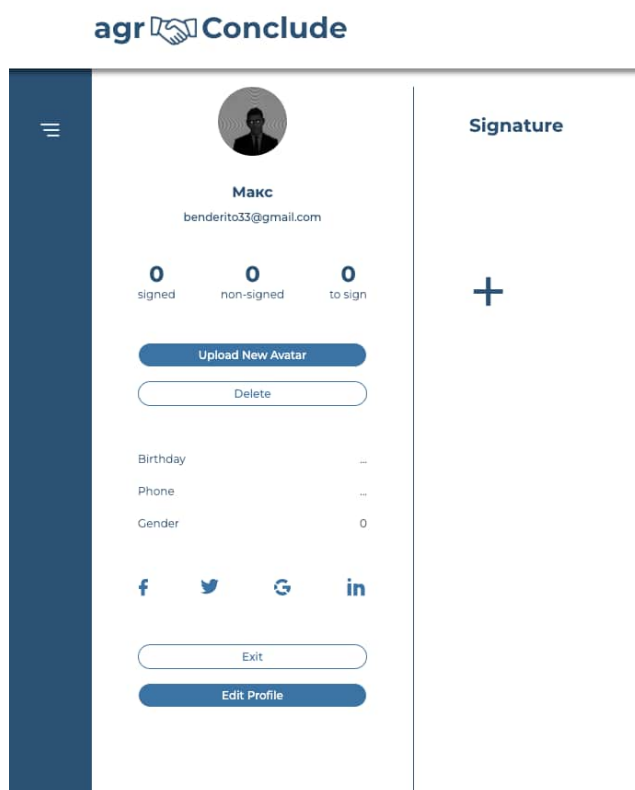 agr Conclude
Макс
benderito33@gmail.com
0 0 0
signed non-signed to sign
Upload New Avatar
Delete
Birthday ...
Phone ...
Gender 0
Exit
Edit Profile
Signature